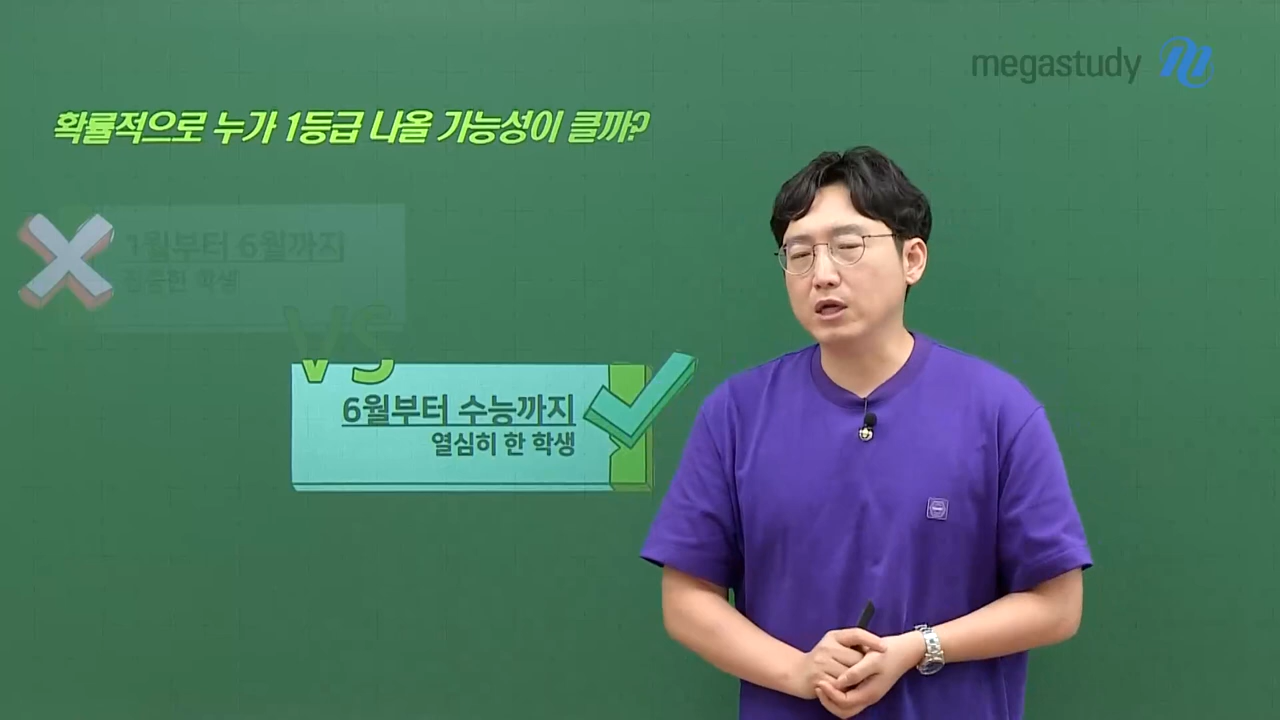 megastudy
확률적으로 누가 1등급 나올 가능성이 클까?
1월부터 6월까지
학생
VS
6월부터 수능까지
열심히 한 학생